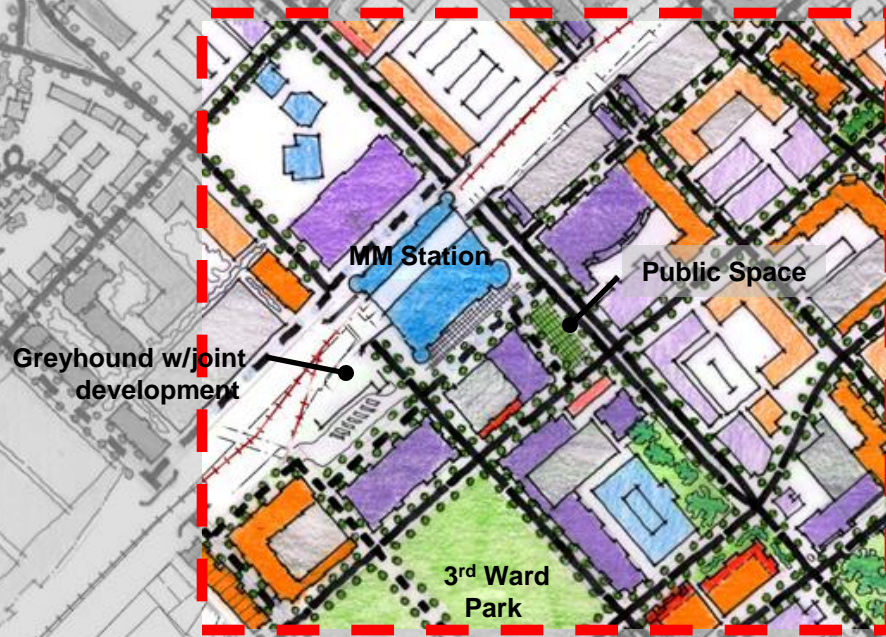 MM Station
Public Space
Greyhound w/joint
development
3rd Ward
Park